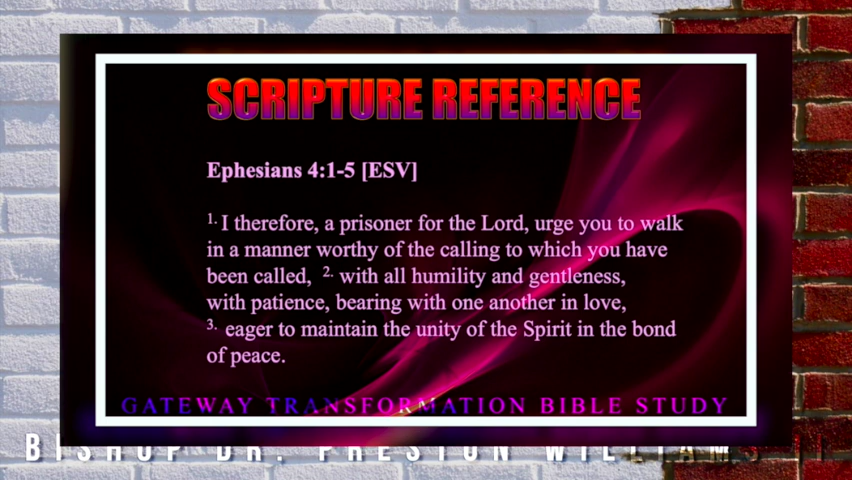 SCRIPTURE REFERENCE
Ephesians 4:1-5 [ESV]
1. I therefore, a prisoner for the Lord, urge you to walk
in a manner worthy of the calling to which you have
been called, 2. with all humility and gentleness,
with patience, bearing with one another in love,
3. eager to maintain the unity of the Spirit in the bond
of peace.
GATEWAY TRANSFORMATION BIBLE STUDY
BISHOP DR. PRESTON WILLIAMS II